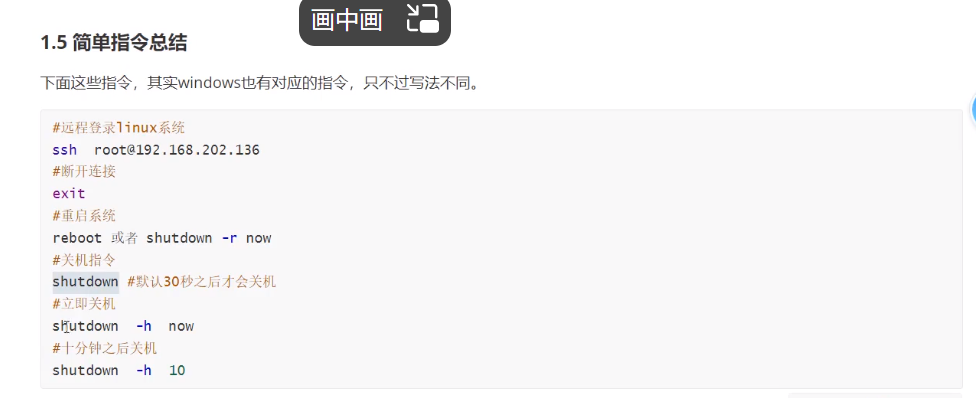 画中画
1.5 简单指令总结
下面这些指令，其实windows也有对应的指令，只不过写法不同。
#远程登录linux系统
ssh  root@192.168.202.136
#断开连接
exit
#重启系统
reboot 或者 shutdown -r now
#关机指令
shutdown #默认30秒之后才会关机
#立即关机
shutdown  -h  now
#十分钟之后关机
shutdown  -h  10